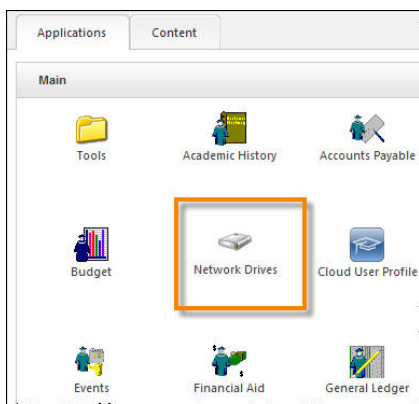 Applications Content
Main
Tools Academic History Accounts Payable
Budget Network Drives Cloud User Profile
Events Financial Aid General Ledger